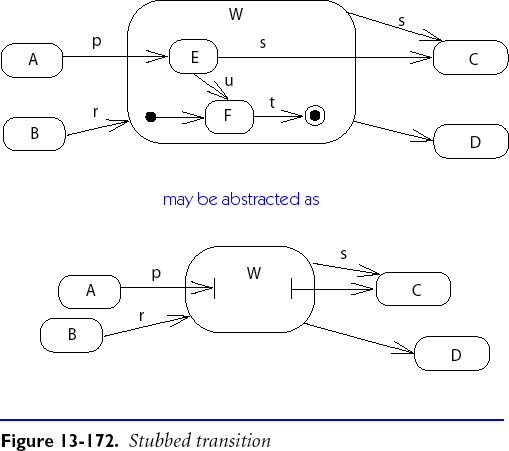 W
s
p
s
A
E
C
u
r
t
B
F
D
may be abstracted as
s
p
W
A
C
r
B
D
Figure 13-172. Stubbed transition